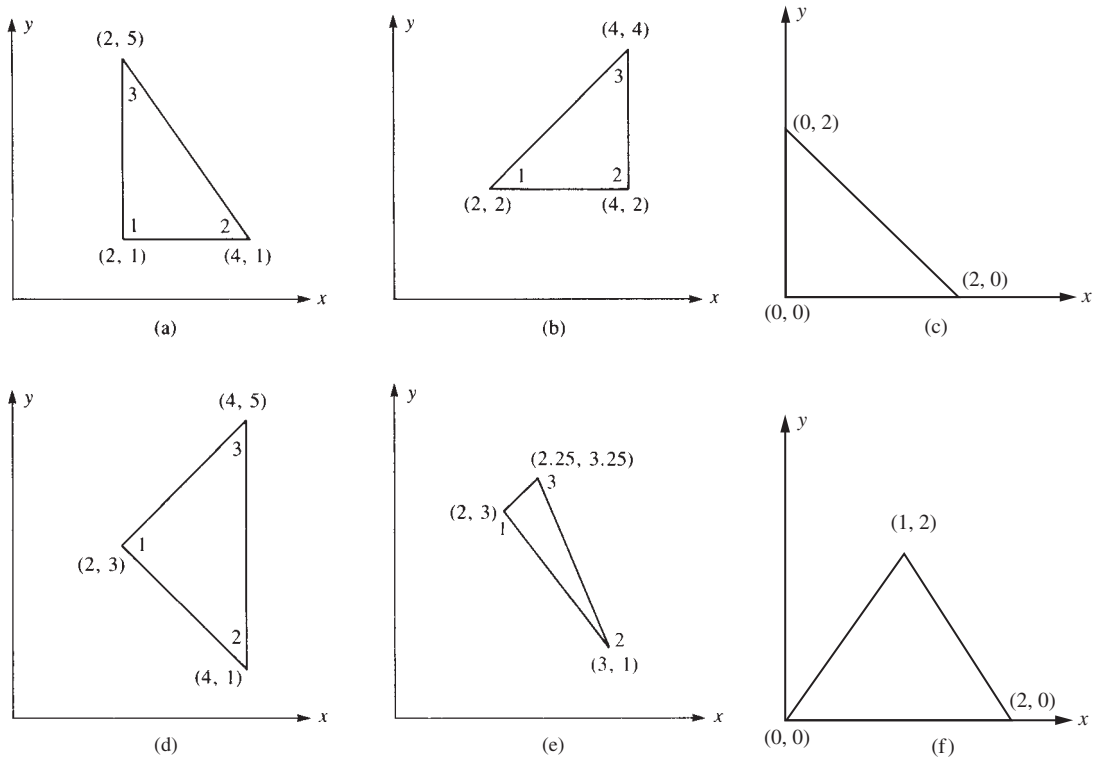 y
(2, 5)
3
1
2
(2, 1)
(4, 1)
x
(a)
y
(4, 4)
3
1
2
(2, 2)
(4, 2)
x
(b)
y
(0, 2)
(2, 0)
(0, 0)
x
(c)
y
(4, 5)
3
1
(2, 3)
2
(4, 1)
x
(d)
y
(2.25, 3.25)
3
(2, 3)
1
2
(3, 1)
x
(e)
y
(1, 2)
(2, 0)
(0, 0)
x
(f)